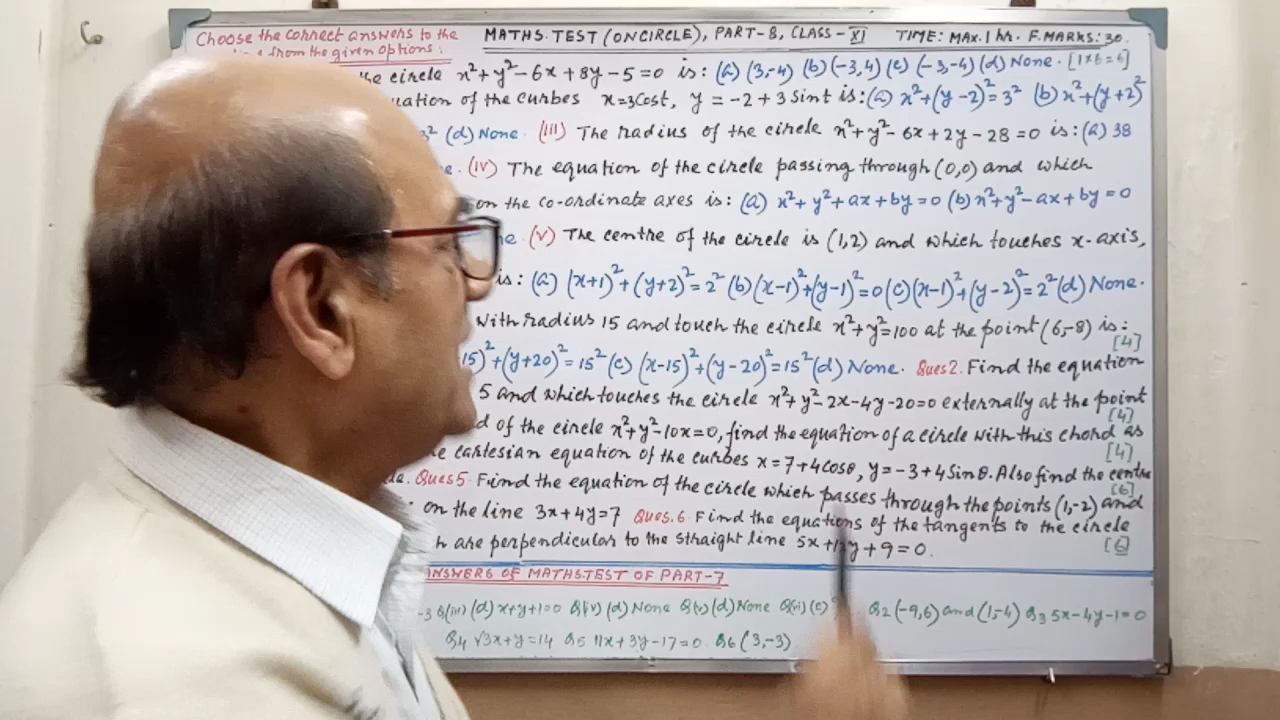 Choose the correct answers to the
from the given options:
MATHS.TEST (ON CIRCLE), PART-8, CLASS-XI TIME: MAX.1 hr. F.MARKS: 30.
the circle x²+y²-6x+8y-5=0 is: (a) (3,-4) (b) (-3,4) (c) (-3,-4) (d) None. [1×6=6]
of the curbes x=3cost, y=-2+3sint is: (a) x²+(y-2)²=3² (b) x²+(y+2)²
(d) None. (III) The radius of the circle x²+y²-6x+2y-28=0 is: (a) 38
(IV) The equation of the circle passing through (0,0) and which
on the co-ordinate axes is: (a) x²+y²+ax+by=0 (b) x²+y²-ax+by=0
(V) The centre of the circle is (1,2) and which touches x-axis,
is: (a) (x+1)²+(y+2)²=2² (b) (x-1)²+(y-1)²=0 (c) (x-1)²+(y-2)²=2² (d) None.
with radius 15 and touch the circle x²+y²=100 at the point (6,-8) is:
15)²+(y+20)²=15² (c) (x-15)²+(y-20)²=15² (d) None. Ques2. Find the equation [4]
5 and which touches the circle x²+y²-2x-4y-20=0 externally at the point
of the circle x²+y²-10x=0, find the equation of a circle with this chord as [4]
cartesian equation of the curbes x=7+4cosθ, y=-3+4sinθ. Also find the centre [4]
Ques5. Find the equation of the circle which passes through the points (1,-2) and [6]
on the line 3x+4y=7 Ques.6. Find the equations of the tangents to the circle
are perpendicular to the straight line 5x+12y+9=0. [6]
ANSWERS OF MATHS.TEST OF PART-7
-3 Q(iii) (d) x+y+1=0 Q(iv) (d) None Q(v) (d) None Q(vi) (c) Q2 (-9,6) and (1,-4) Q3 5x-4y-1=0
Q4 √3x+y=14 Q5 11x+3y-17=0. Q6 (3,-3)